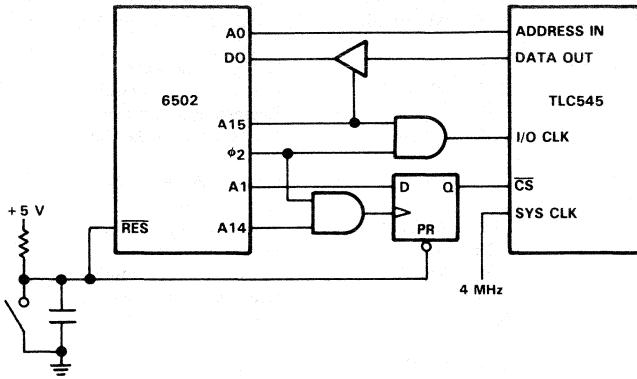 A0
ADDRESS IN
DO
DATA OUT
6502
TLC545
A15
I/O CLK
φ2
A1
D
Q
CS
+5 V
SYS CLK
RES
A14
PR
4 MHz